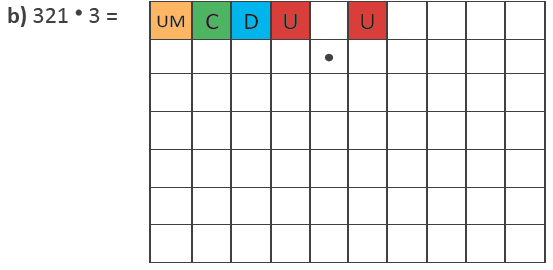 b) 321 • 3 =
UM C D U U
•